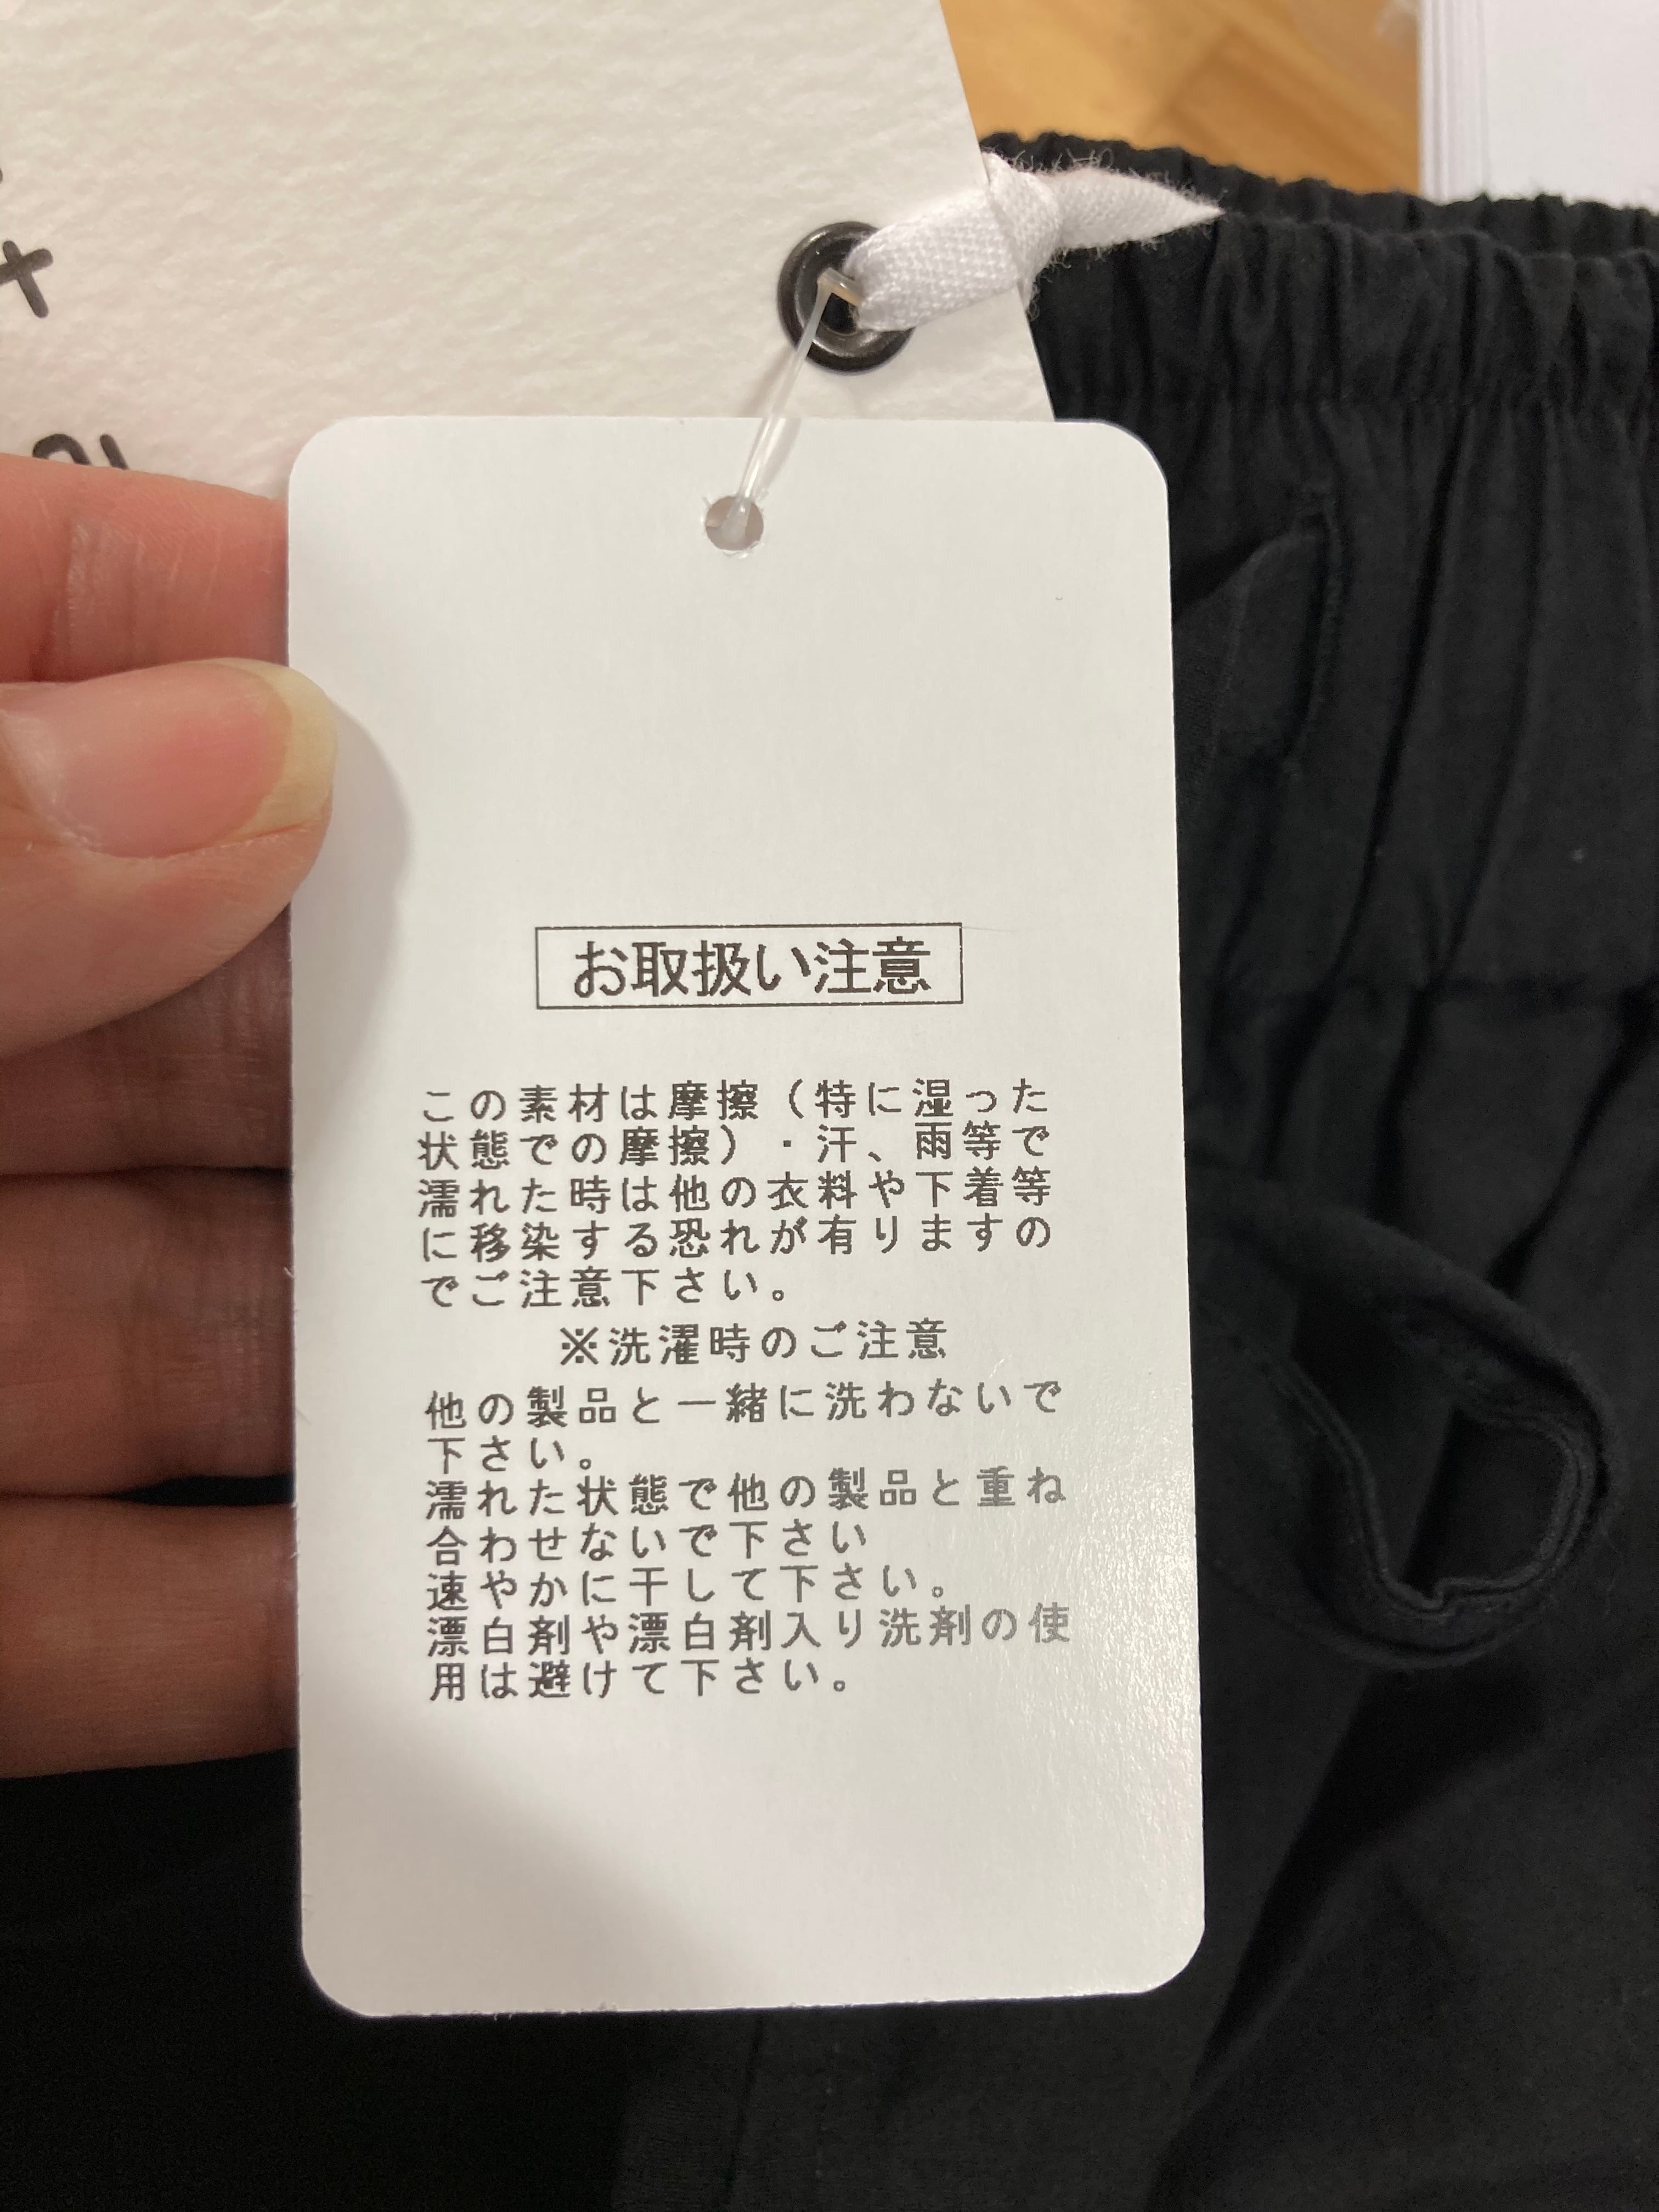 お取扱い注意
この素材は摩擦（特に湿った
状態での摩擦）・汗、雨等で
濡れた時は他の衣料や下着等
に移染する恐れが有りますの
でご注意下さい。
※洗濯時のご注意
他の製品と一緒に洗わないで
下さい。
濡れた状態で他の製品と重ね
合わせないで下さい
速やかに干して下さい。
漂白剤や漂白剤入り洗剤の使
用は避けて下さい。